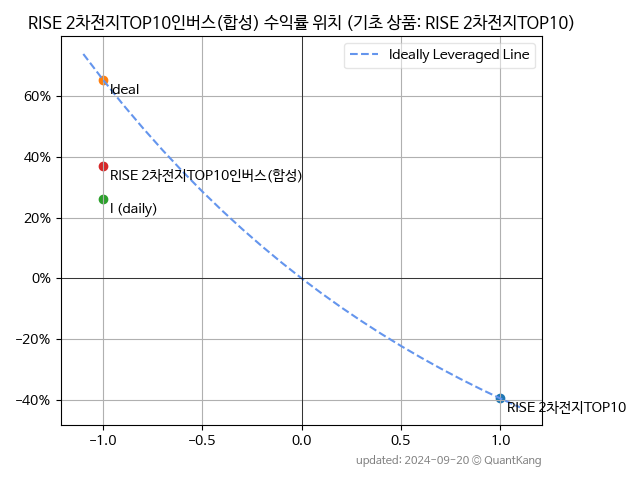 RISE 2차전지TOP10인버스(합성) 수익률 위치 (기초 상품: RISE 2차전지TOP10)
Ideally Leveraged Line
60%
40%
20%
0%
−20%
−40%
Ideal
RISE 2차전지TOP10인버스(합성)
I (daily)
RISE 2차전지TOP10
−1.0
−0.5
0.0
0.5
1.0
updated: 2024-09-20 © QuantKang